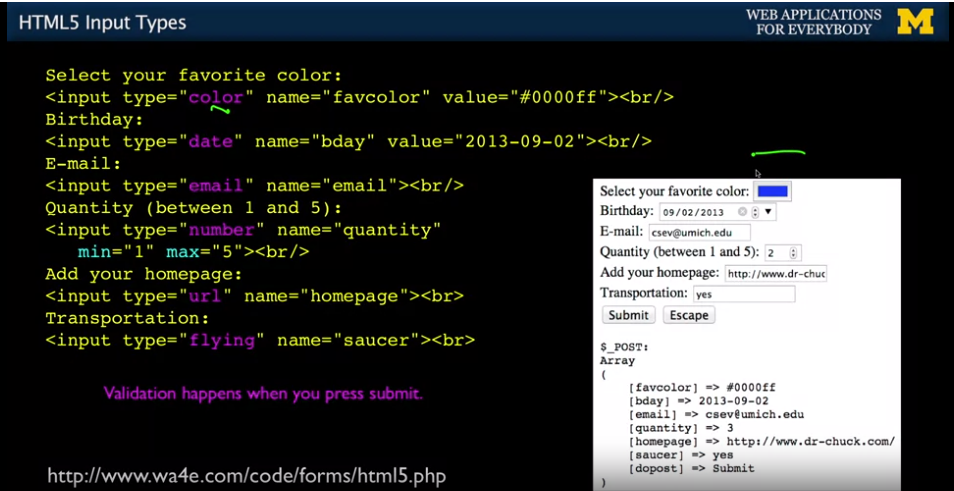 HTML5 Input Types
WEB APPLICATIONS
FOR EVERYBODY
M
Select your favorite color:
<input type="color" name="favcolor" value="#0000ff"><br/>
Birthday:
<input type="date" name="bday" value="2013-09-02"><br/>
E-mail:
<input type="email" name="email"><br/>
Quantity (between 1 and 5):
<input type="number" name="quantity"
min="1" max="5"><br/>
Add your homepage:
<input type="url" name="homepage"><br>
Transportation:
<input type="flying" name="saucer"><br>
Validation happens when you press submit.
http://www.wa4e.com/code/forms/html5.php
Select your favorite color:
Birthday: 09/02/2013
E-mail: csev@umich.edu
Quantity (between 1 and 5): 2
Add your homepage: http://www.dr-chuc
Transportation: yes
Submit Escape
$_POST:
Array
(
[favcolor] => #0000ff
[bday] => 2013-09-02
[email] => csev@umich.edu
[quantity] => 3
[homepage] => http://www.dr-chuck.com/
[saucer] => yes
[dopost] => Submit
)